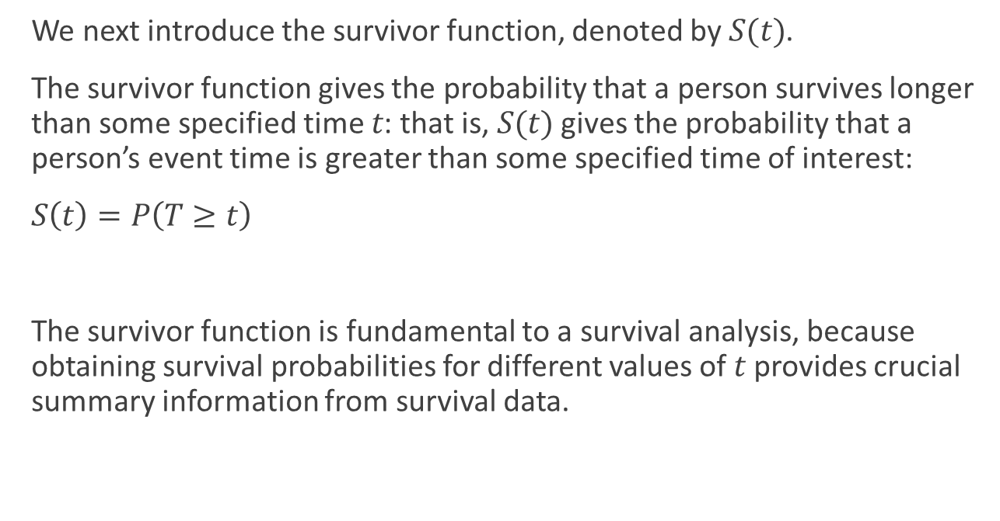 We next introduce the survivor function, denoted by S(t).
The survivor function gives the probability that a person survives longer
than some specified time t: that is, S(t) gives the probability that a
person’s event time is greater than some specified time of interest:
S(t) = P(T ≥ t)
The survivor function is fundamental to a survival analysis, because
obtaining survival probabilities for different values of t provides crucial
summary information from survival data.